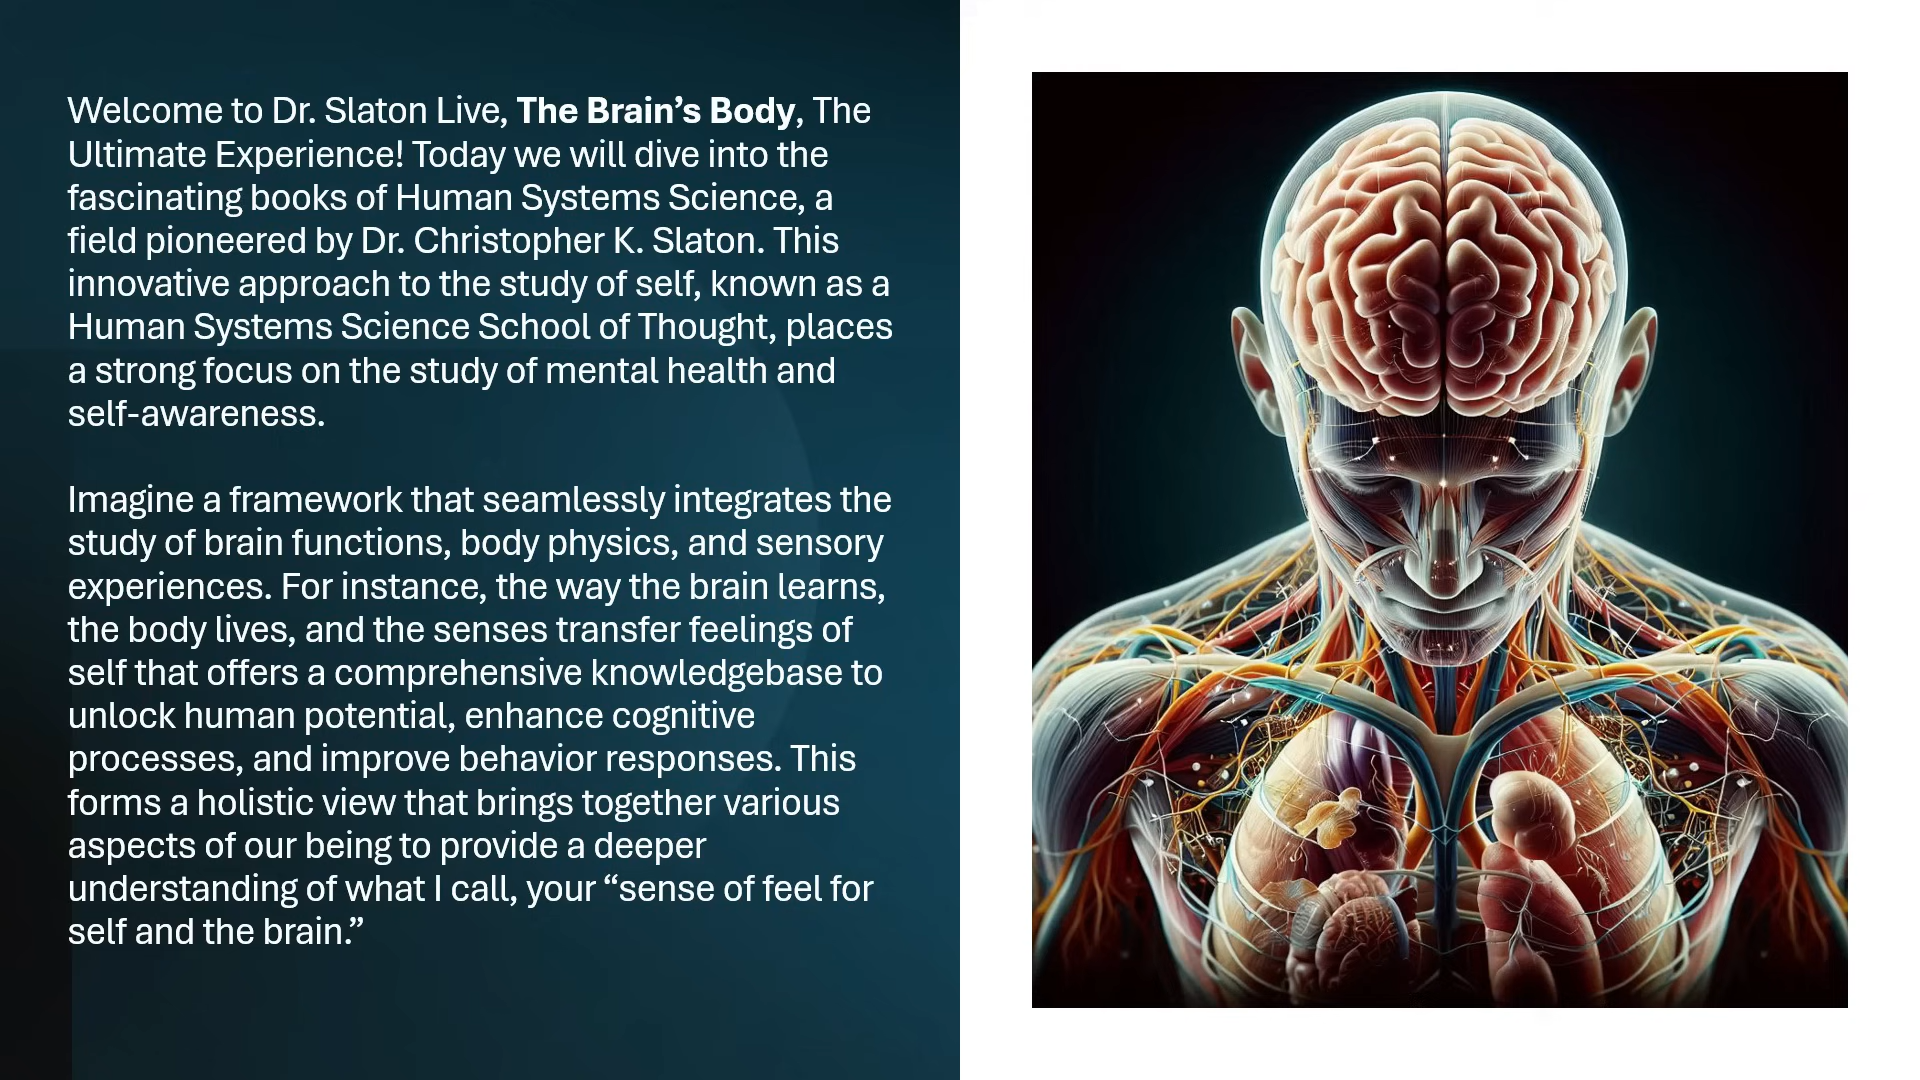 Welcome to Dr. Slaton Live, The Brain’s Body, The
Ultimate Experience! Today we will dive into the
fascinating books of Human Systems Science, a
field pioneered by Dr. Christopher K. Slaton. This
innovative approach to the study of self, known as a
Human Systems Science School of Thought, places
a strong focus on the study of mental health and
self-awareness.
Imagine a framework that seamlessly integrates the
study of brain functions, body physics, and sensory
experiences. For instance, the way the brain learns,
the body lives, and the senses transfer feelings of
self that offers a comprehensive knowledgebase to
unlock human potential, enhance cognitive
processes, and improve behavior responses. This
forms a holistic view that brings together various
aspects of our being to provide a deeper
understanding of what I call, your “sense of feel for
self and the brain.”